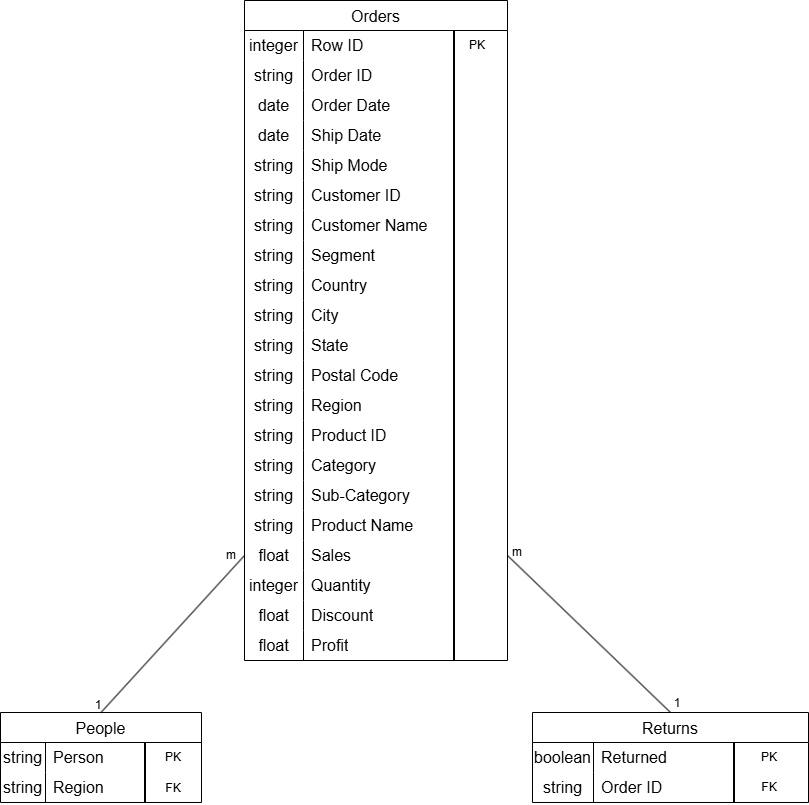 Orders
integer Row ID PK
string Order ID
date Order Date
date Ship Date
string Ship Mode
string Customer ID
string Customer Name
string Segment
string Country
string City
string State
string Postal Code
string Region
string Product ID
string Category
string Sub-Category
string Product Name
m float Sales m
integer Quantity
float Discount
float Profit
1 1
People Returns
string Person PK boolean Returned PK
string Region FK string Order ID FK